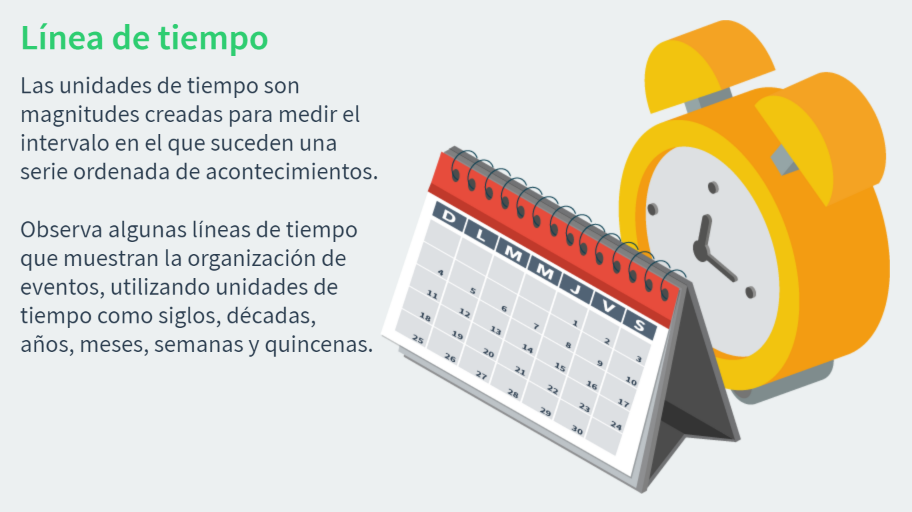 Línea de tiempo
Las unidades de tiempo son
magnitudes creadas para medir el
intervalo en el que suceden una
serie ordenada de acontecimientos.
Observa algunas líneas de tiempo
que muestran la organización de
eventos, utilizando unidades de
tiempo como siglos, décadas,
años, meses, semanas y quincenas.
D L M M J V S
1 2 3
4 5 6 7 8 9 10
11 12 13 14 15 16 17
18 19 20 21 22 23 24
25 26 27 28 29 30